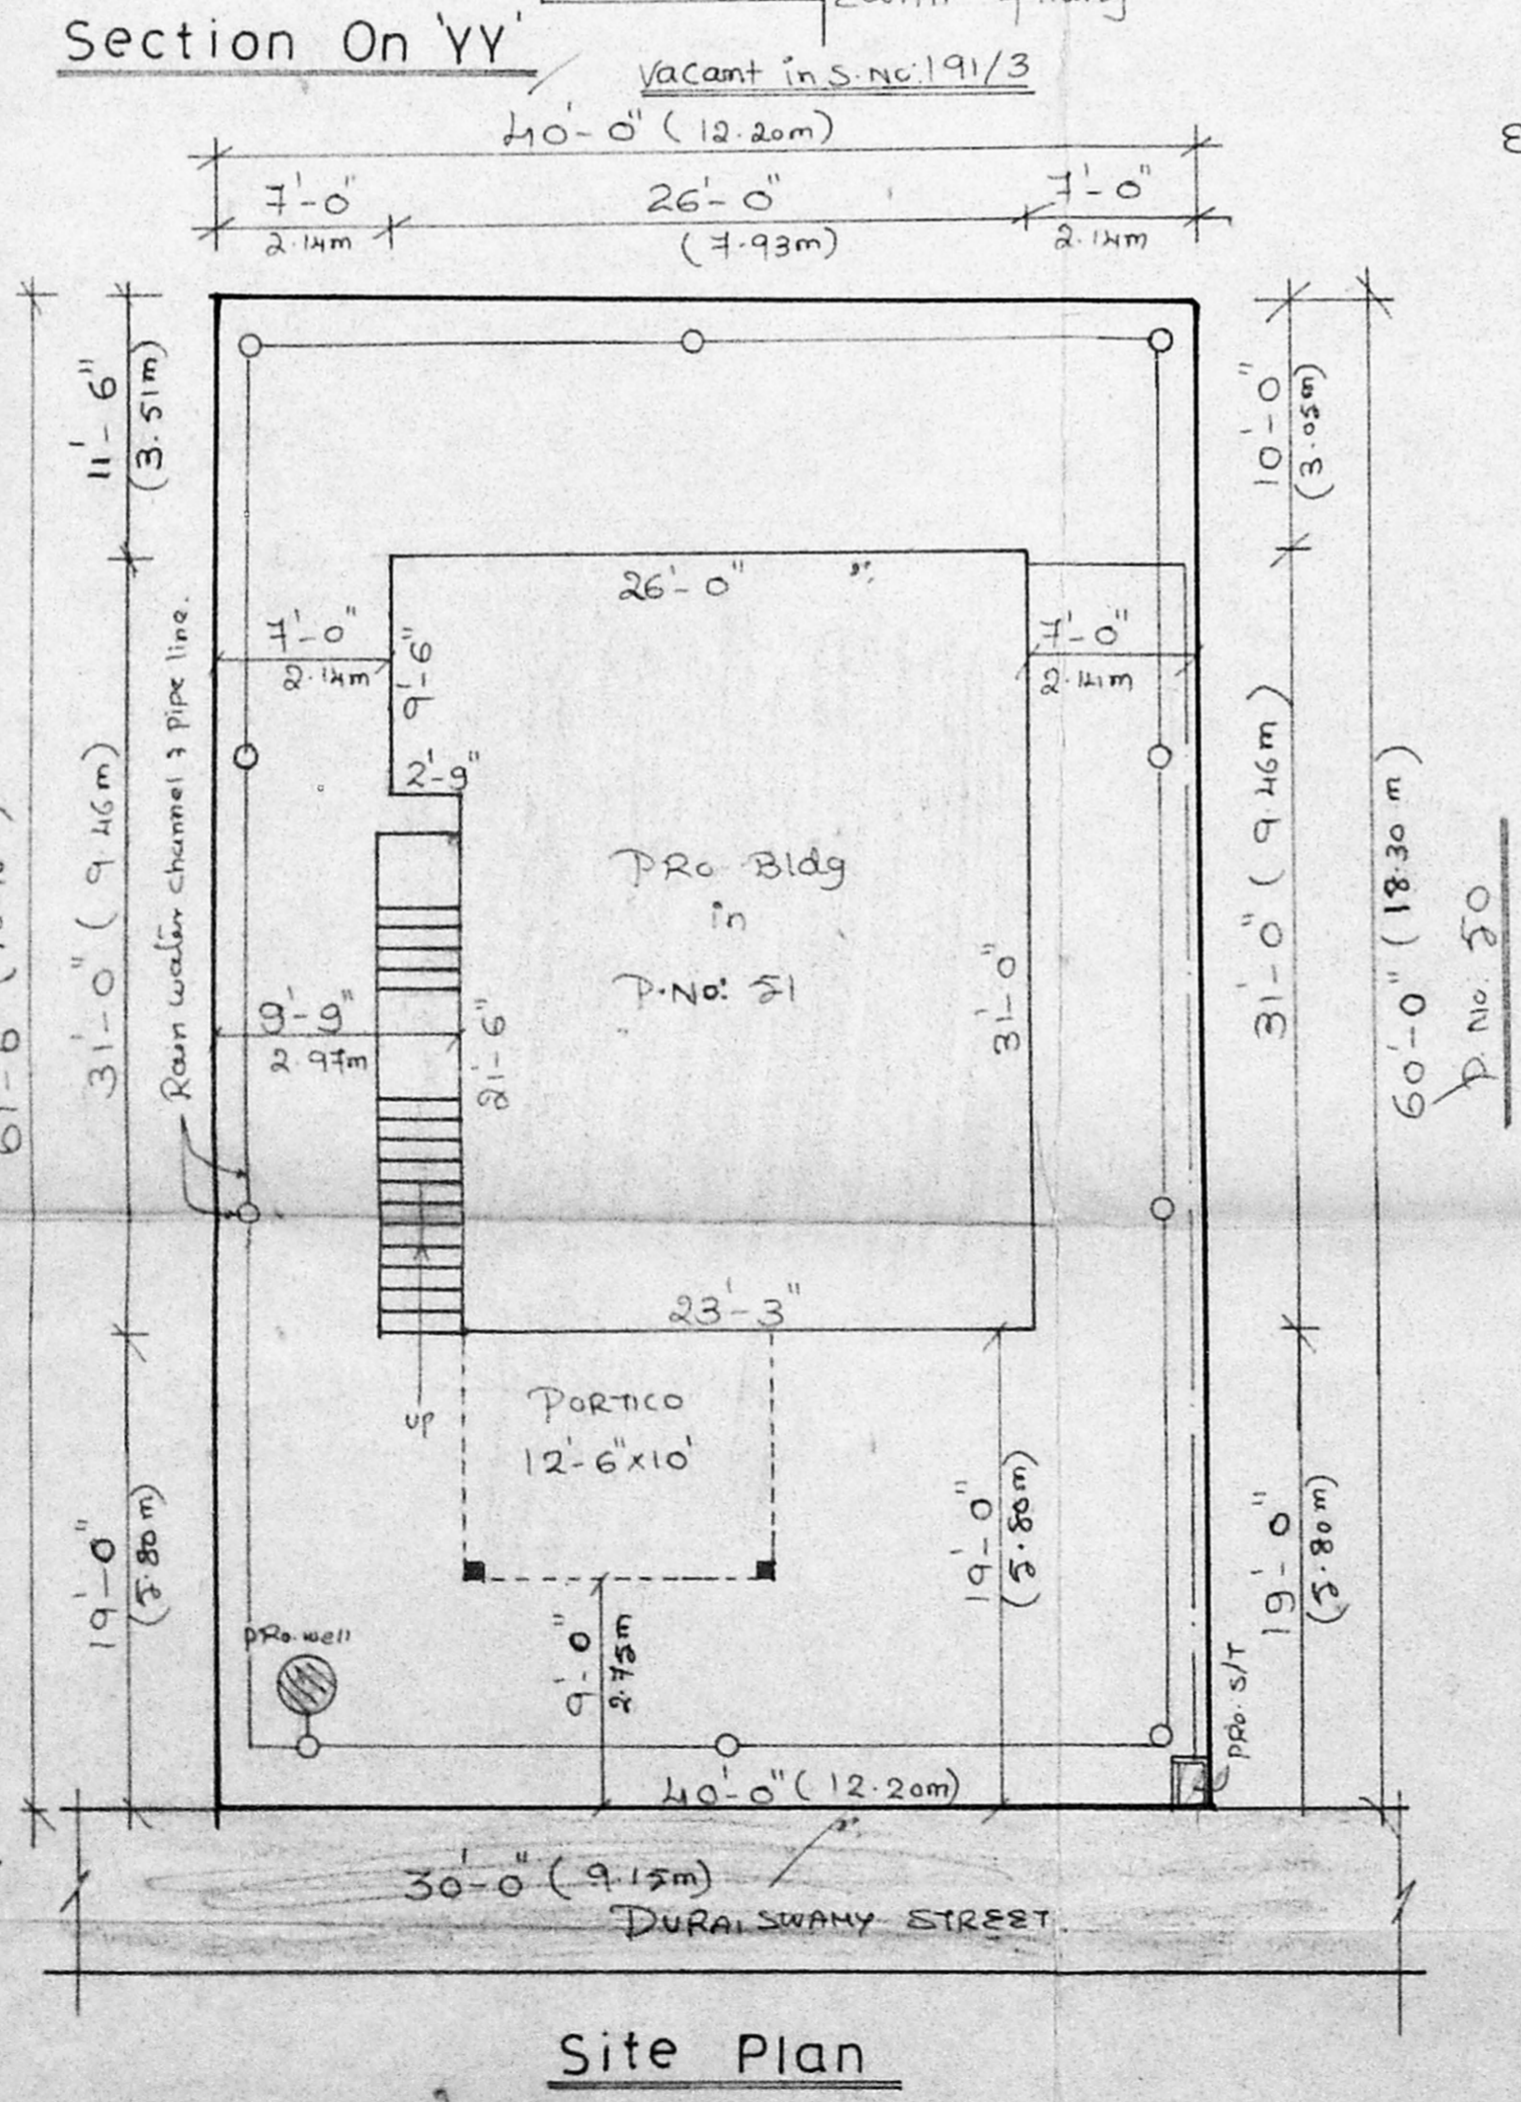 Section On 'YY'
Vacant in S.No:191/3
40'-0" (12.20m)
7'-0" 26'-0" 7'-0"
2.14m (7.93m) 2.14m
11'-6"
(3.51m)
10'-0"
(3.05m)
26'-0"
7'-0"
2.14m
9'-6"
7'-0"
2.14m
2'-9"
Rain water channel & Pipe line.
31'-0" (9.46m)
PRo Bldg
in
P.No: 51
31'-0"
31'-0" (9.46m)
60'-0" (18.30m)
P. No. 50
9'-9"
2.97m
21'-6"
23'-3"
UP
PORTICO
12'-6"x10'
19'-0"
(5.80m)
19'-0"
(5.80m)
19'-0"
(5.80m)
PRo.well
9'-0"
2.75m
PRo. S/T
40'-0" (12.20m)
30'-0" (9.15m)
DURAISWAMY STREET.
Site Plan